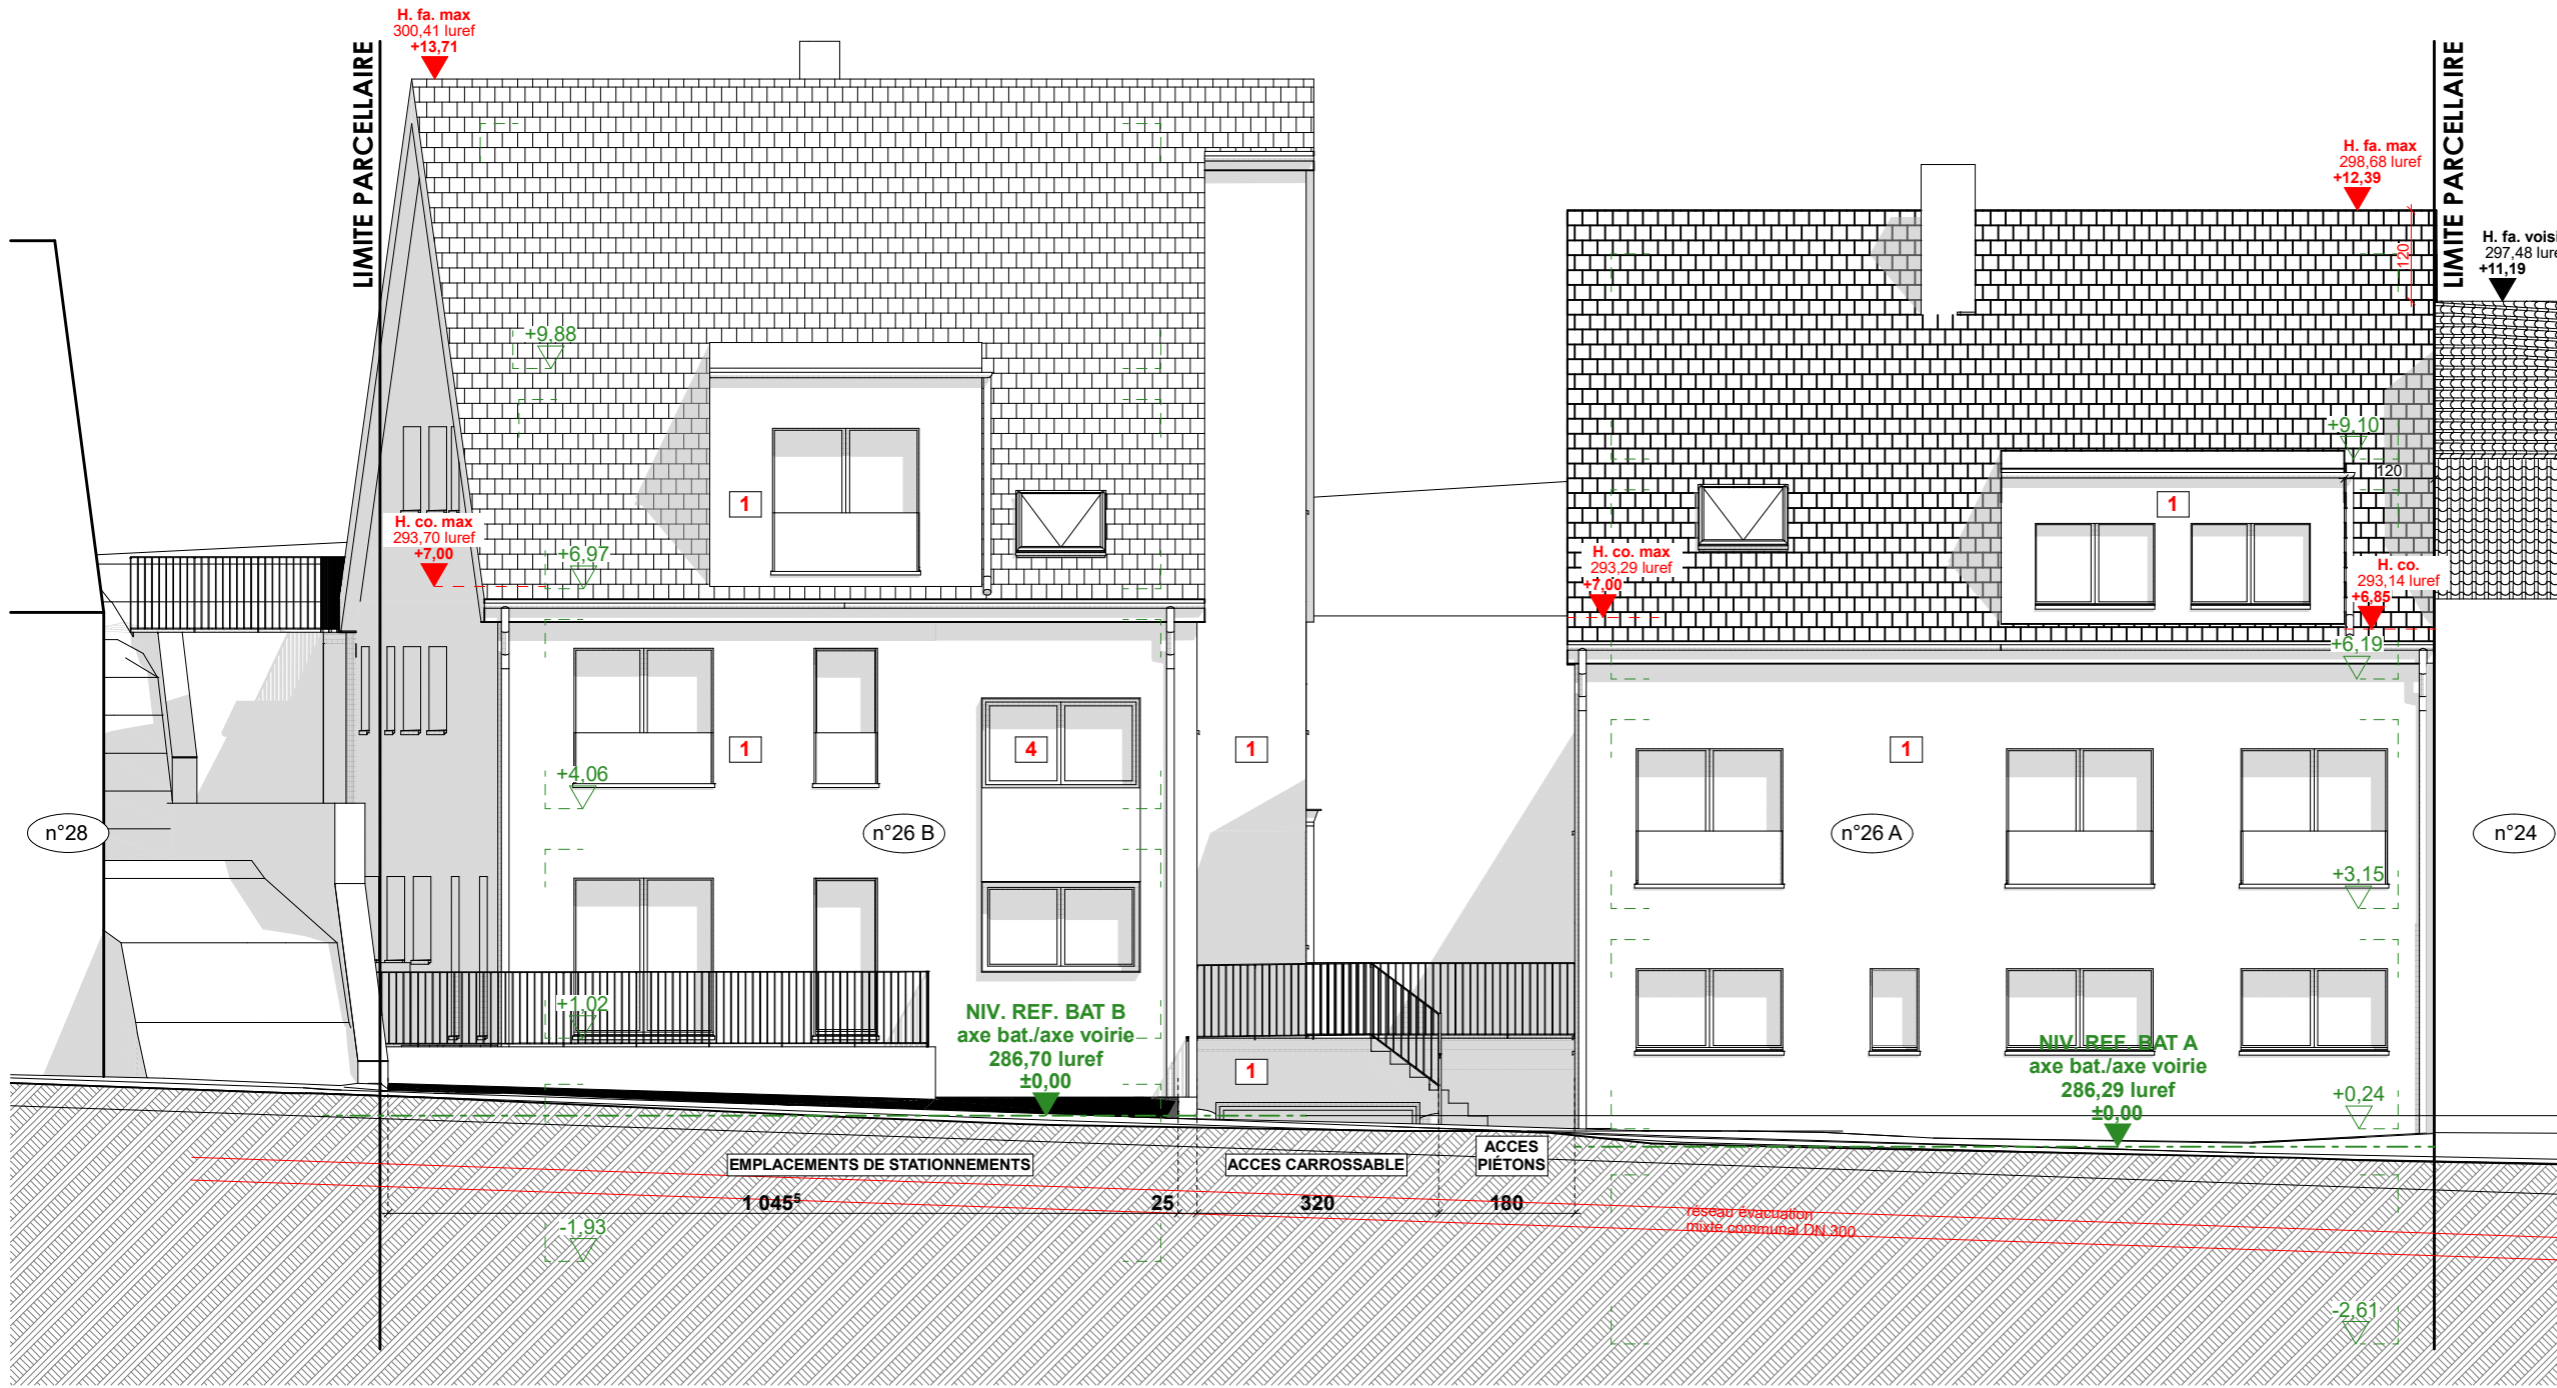 H. fa. max
300,41 luref
+13,71
LIMITE PARCELLAIRE
H. fa. max
298,68 luref
+12,39
LIMITE PARCELLAIRE
120
H. fa. voisi
297,48 lure
+11,19
+9,88
+9,10
120
1
1
H. co. max
293,70 luref
+7,00
+6,97
H. co. max
293,29 luref
+7,00
H. co.
293,14 luref
+6,85
+6,19
1
4
1
1
+4,06
n°28
n°26 B
n°26 A
n°24
+3,15
+1,02
NIV. REF. BAT B
axe bat./axe voirie
286,70 luref
±0,00
1
NIV. REF. BAT A
axe bat./axe voirie
286,29 luref
±0,00
+0,24
EMPLACEMENTS DE STATIONNEMENTS
ACCES CARROSSABLE
ACCES
PIÉTONS
1 045⁵
25
320
180
réseau évacuation
mixte communal DN 300
-1,93
-2,61